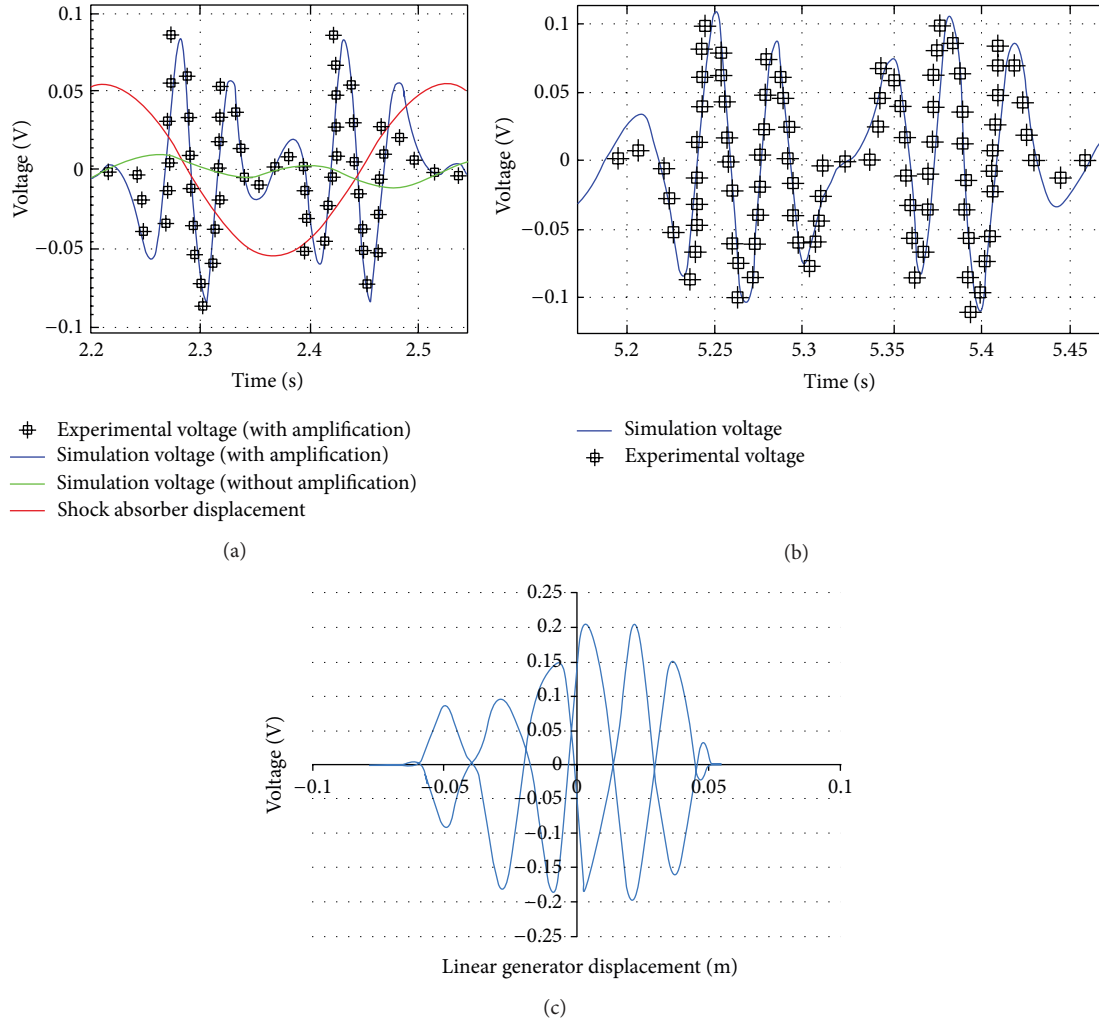 0.1
0.05
0
−0.05
−0.1
Voltage (V)
2.2
2.3
2.4
2.5
Time (s)
Experimental voltage (with amplification)
Simulation voltage (with amplification)
Simulation voltage (without amplification)
Shock absorber displacement
(a)
0.1
0.05
0
−0.05
−0.1
Voltage (V)
5.2
5.25
5.3
5.35
5.4
5.45
Time (s)
Simulation voltage
Experimental voltage
(b)
0.25
0.2
0.15
0.1
0.05
0
−0.05
−0.1
−0.15
−0.2
−0.25
Voltage (V)
−0.1
−0.05
0
0.05
0.1
Linear generator displacement (m)
(c)